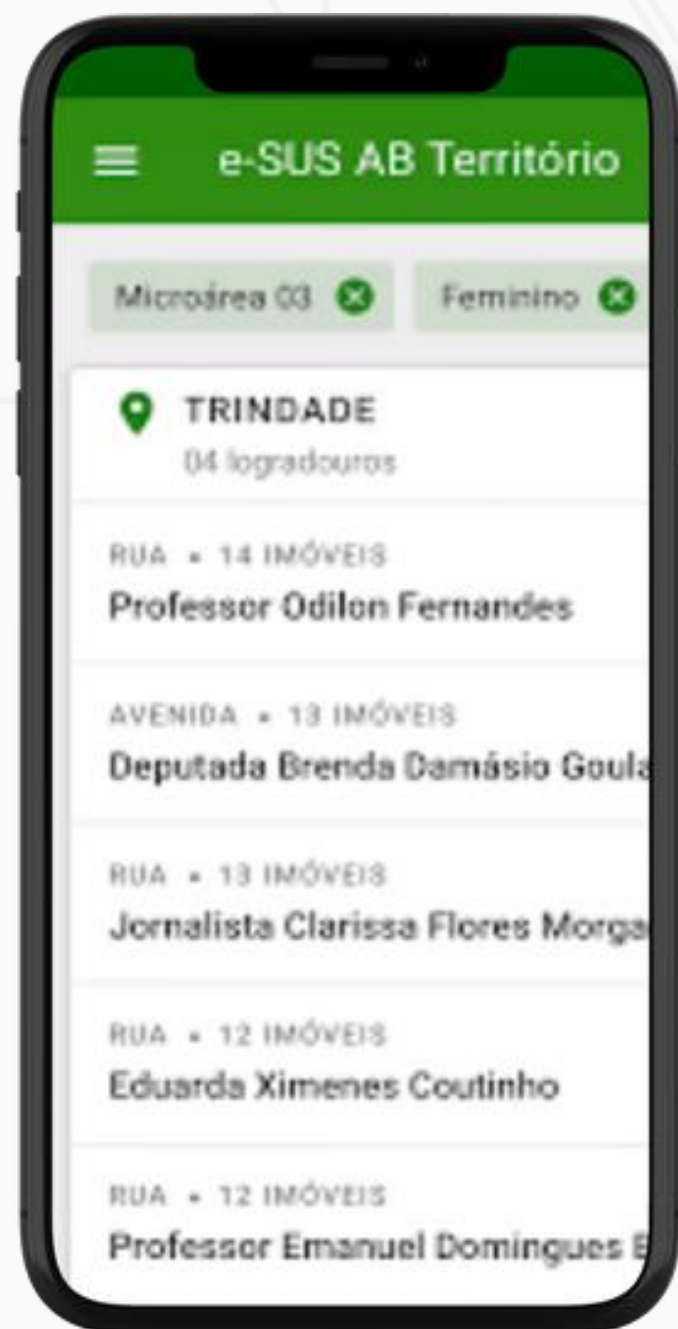 e-SUS AB Território
Microárea 03 Feminino
TRINDADE
04 logradouros
RUA • 14 IMÓVEIS
Professor Odilon Fernandes
AVENIDA • 13 IMÓVEIS
Deputada Brenda Damásio Goula
RUA • 13 IMÓVEIS
Jornalista Clarissa Flores Morga
RUA • 12 IMÓVEIS
Eduarda Ximenes Coutinho
RUA • 12 IMÓVEIS
Professor Emanuel Domingues E